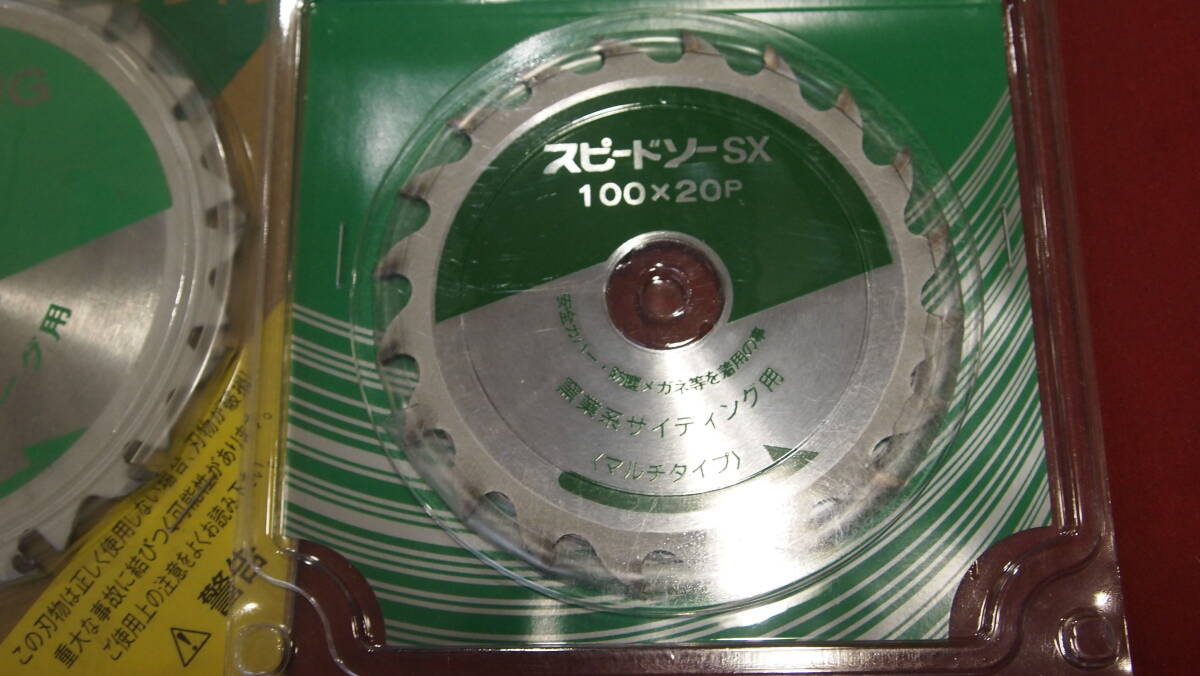 スピードソーSX
100×20P
安全カバー・防塵メガネ等を着用の事
窯業系サイディング用
〈マルチタイプ〉
G
ング用
この刃物は正しく使用しない場合、刃物が破損し
重大な事故に結びつく可能性があります。
ご使用上の注意をよくお読み下
警告